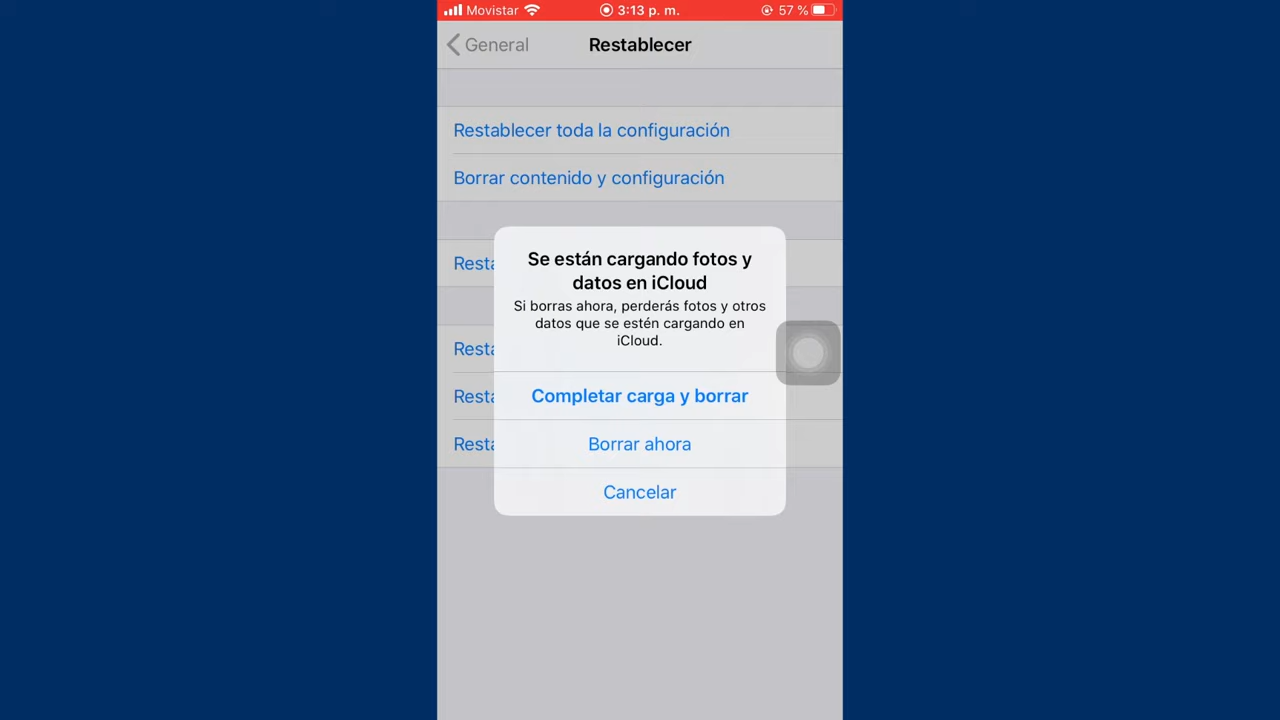 Movistar 3:13 p. m. 57 %
General Restablecer
Restablecer toda la configuración
Borrar contenido y configuración
Resta
Se están cargando fotos y
datos en iCloud
Si borras ahora, perderás fotos y otros
datos que se estén cargando en
iCloud.
Resta
Completar carga y borrar
Resta
Borrar ahora
Resta
Cancelar